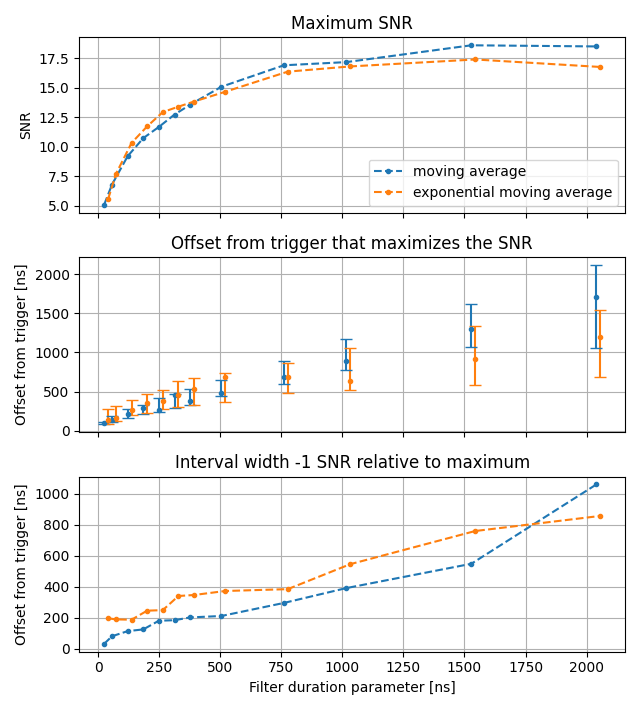 Maximum SNR
17.5
15.0
12.5
10.0
7.5
5.0
SNR
moving average
exponential moving average
Offset from trigger that maximizes the SNR
2000
1500
1000
500
0
Offset from trigger [ns]
Interval width -1 SNR relative to maximum
1000
800
600
400
200
0
Offset from trigger [ns]
0 250 500 750 1000 1250 1500 1750 2000
Filter duration parameter [ns]